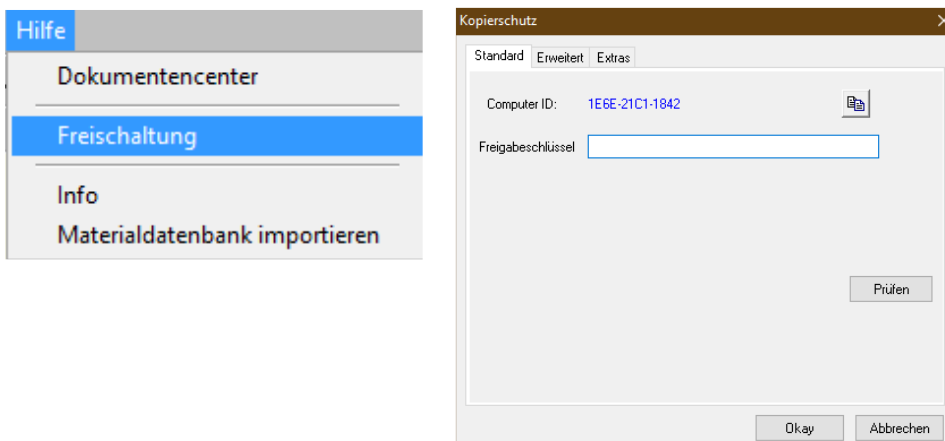 Hilfe
Dokumentencenter
Freischaltung
Info
Materialdatenbank importieren
Kopierschutz
Standard Erweitert Extras
Computer ID: 1E6E-21C1-1842
Freigabeschlüssel
Prüfen
Okay Abbrechen